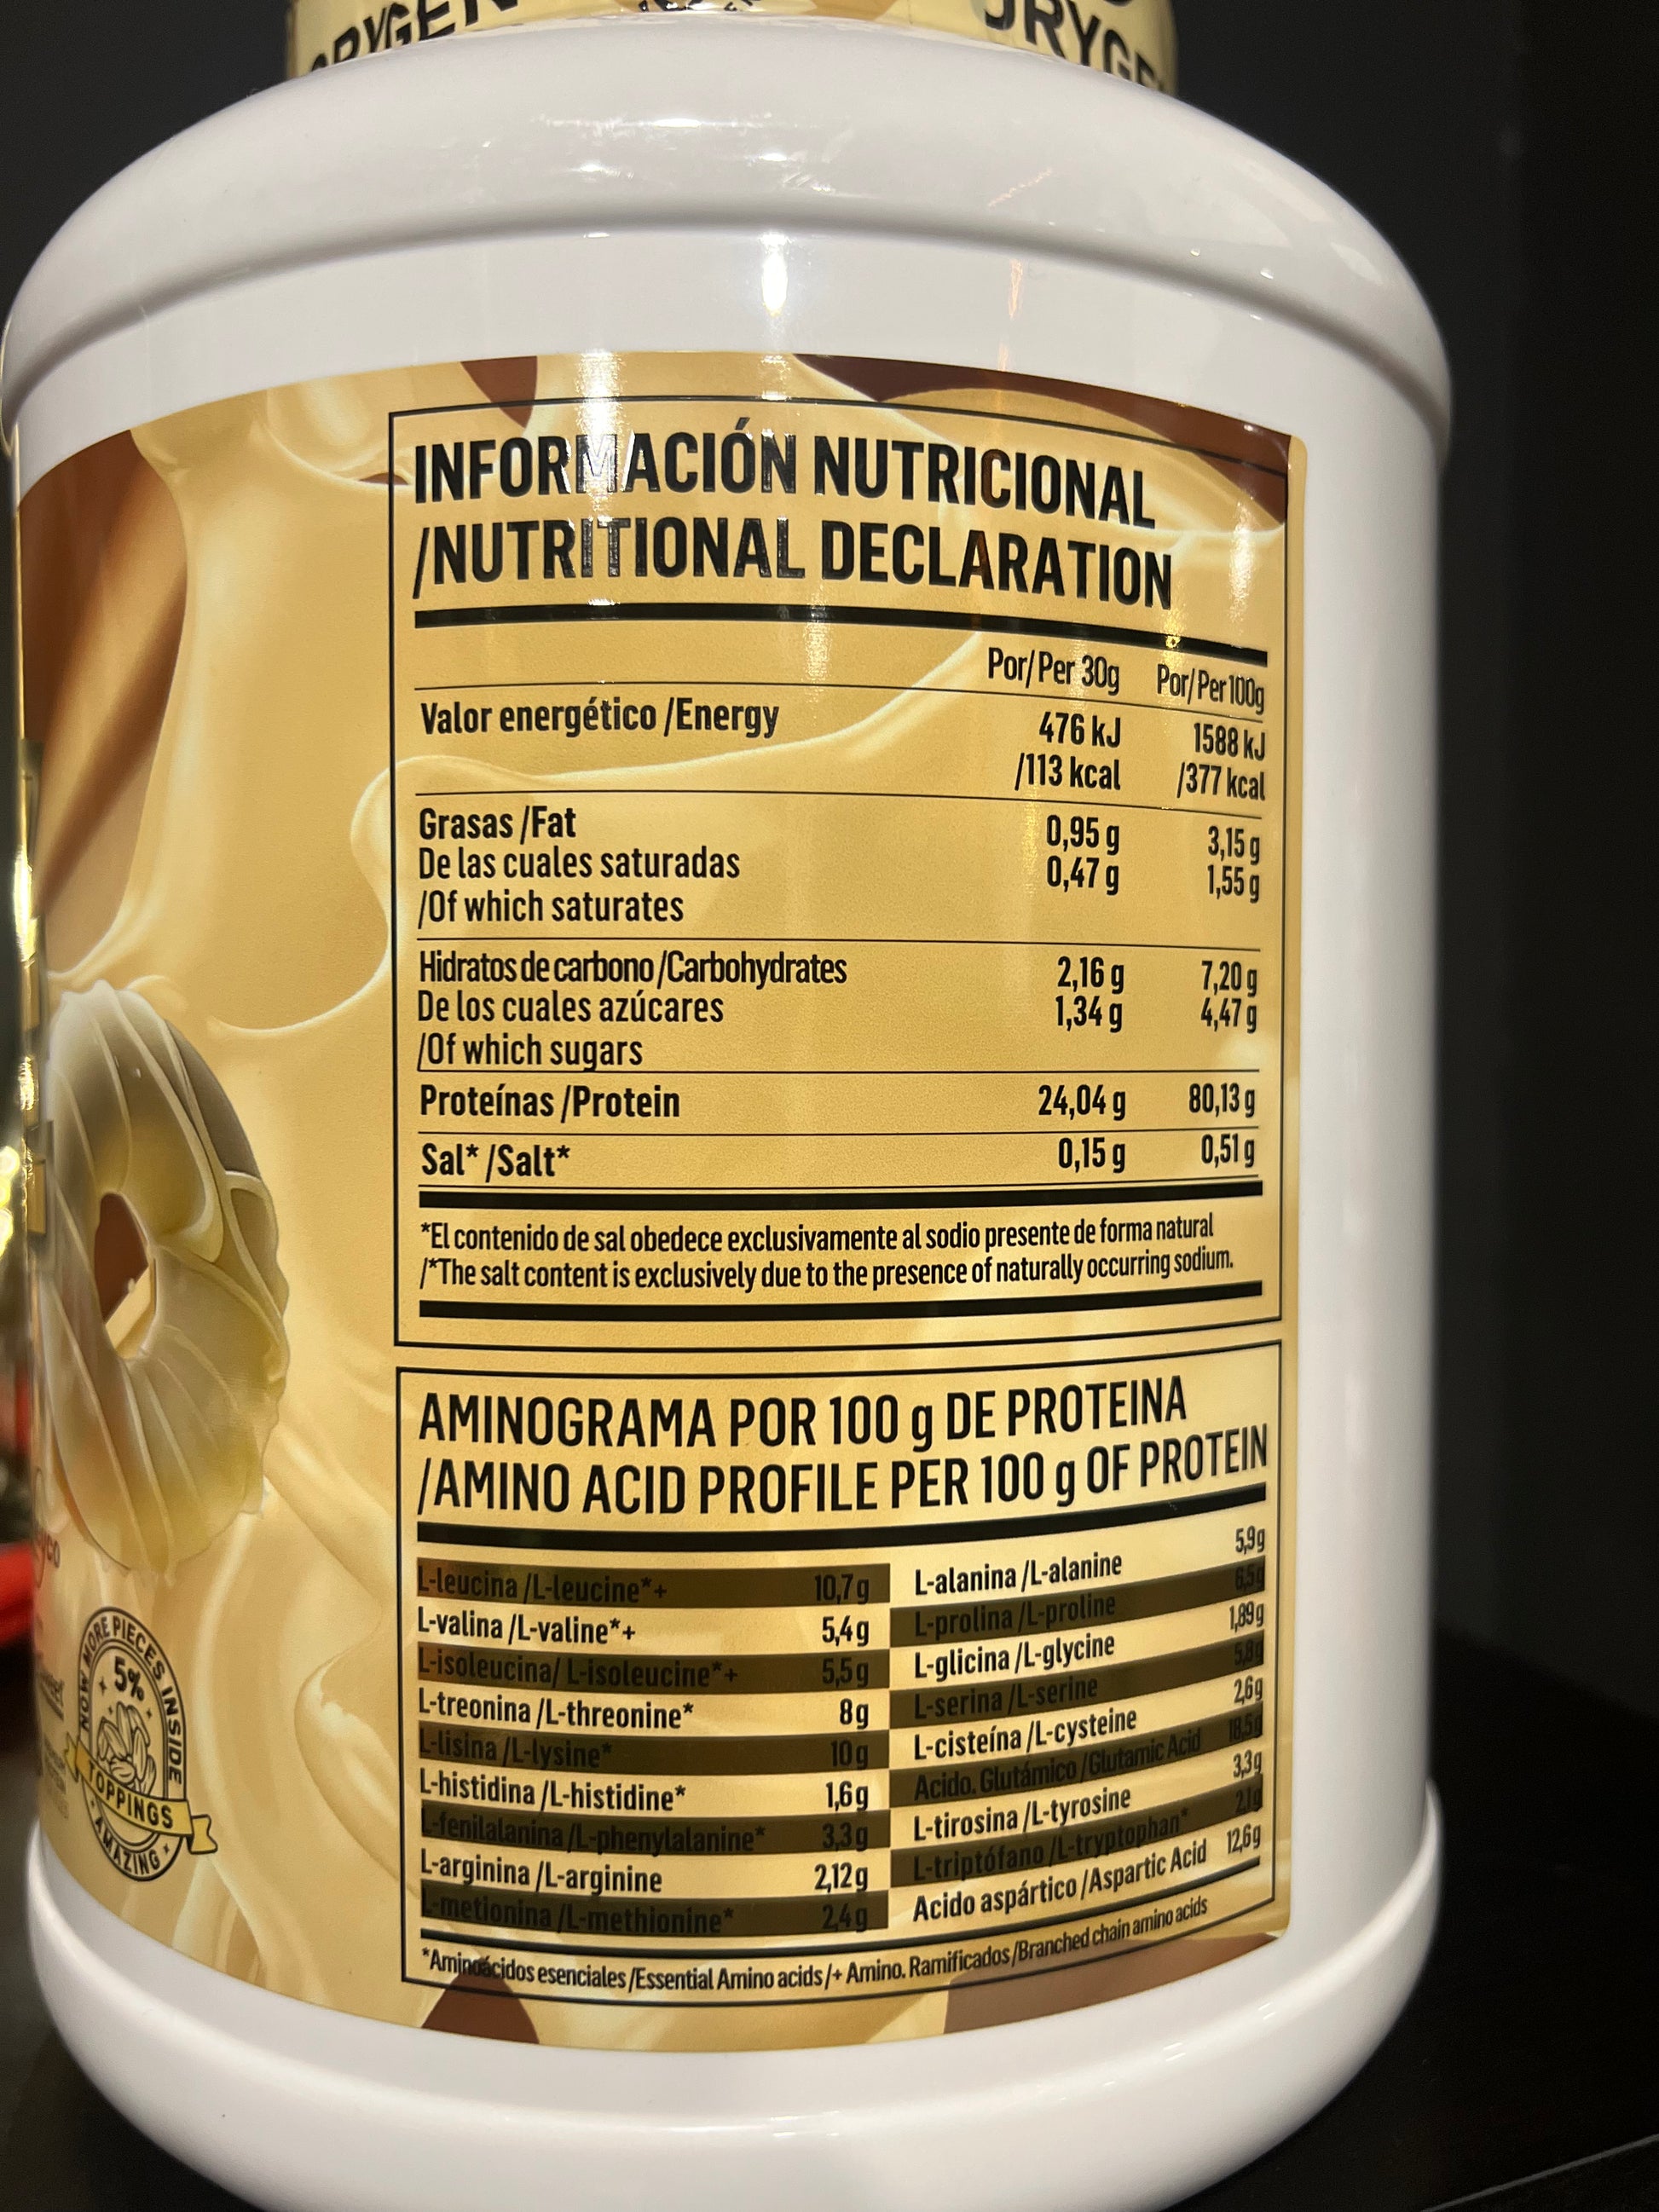 INFORMACIÓN NUTRICIONAL
/NUTRITIONAL DECLARATION
Por/Per 30g Por/Per 100g
Valor energético /Energy 476 kJ 1588 kJ
/113 kcal /377 kcal
Grasas /Fat 0,95 g 3,15 g
De las cuales saturadas 0,47 g 1,55 g
/Of which saturates
Hidratos de carbono /Carbohydrates 2,16 g 7,20 g
De los cuales azúcares 1,34 g 4,47 g
/Of which sugars
Proteínas /Protein 24,04 g 80,13 g
Sal* /Salt* 0,15 g 0,51 g
*El contenido de sal obedece exclusivamente al sodio presente de forma natural
/*The salt content is exclusively due to the presence of naturally occurring sodium.
AMINOGRAMA POR 100 g DE PROTEINA
/AMINO ACID PROFILE PER 100 g OF PROTEIN
L-leucina /L-leucine*+ 10,7g
L-valina /L-valine*+ 5,4g
L-isoleucina/ L-isoleucine*+ 5,5g
L-treonina /L-threonine* 8g
L-lisina /L-lysine* 10g
L-histidina /L-histidine* 1,6g
L-fenilalanina /L-phenylalanine* 3,3g
L-arginina /L-arginine 2,12g
L-metionina /L-methionine* 2,4g
L-alanina /L-alanine 5,9g
L-prolina /L-proline 6,5g
L-glicina /L-glycine 1,89g
L-serina /L-serine 5,8g
L-cisteína /L-cysteine 2,6g
Acido. Glutámico /Glutamic Acid 18,5g
L-tirosina /L-tyrosine 3,3g
L-triptófano /L-tryptophan* 2,1g
Acido aspártico /Aspartic Acid 12,6g
*Aminoácidos esenciales /Essential Amino acids /+ Amino. Ramificados /Branched chain amino acids
NOW MORE PIECES INSIDE
5%
TOPPINGS
AMAZING